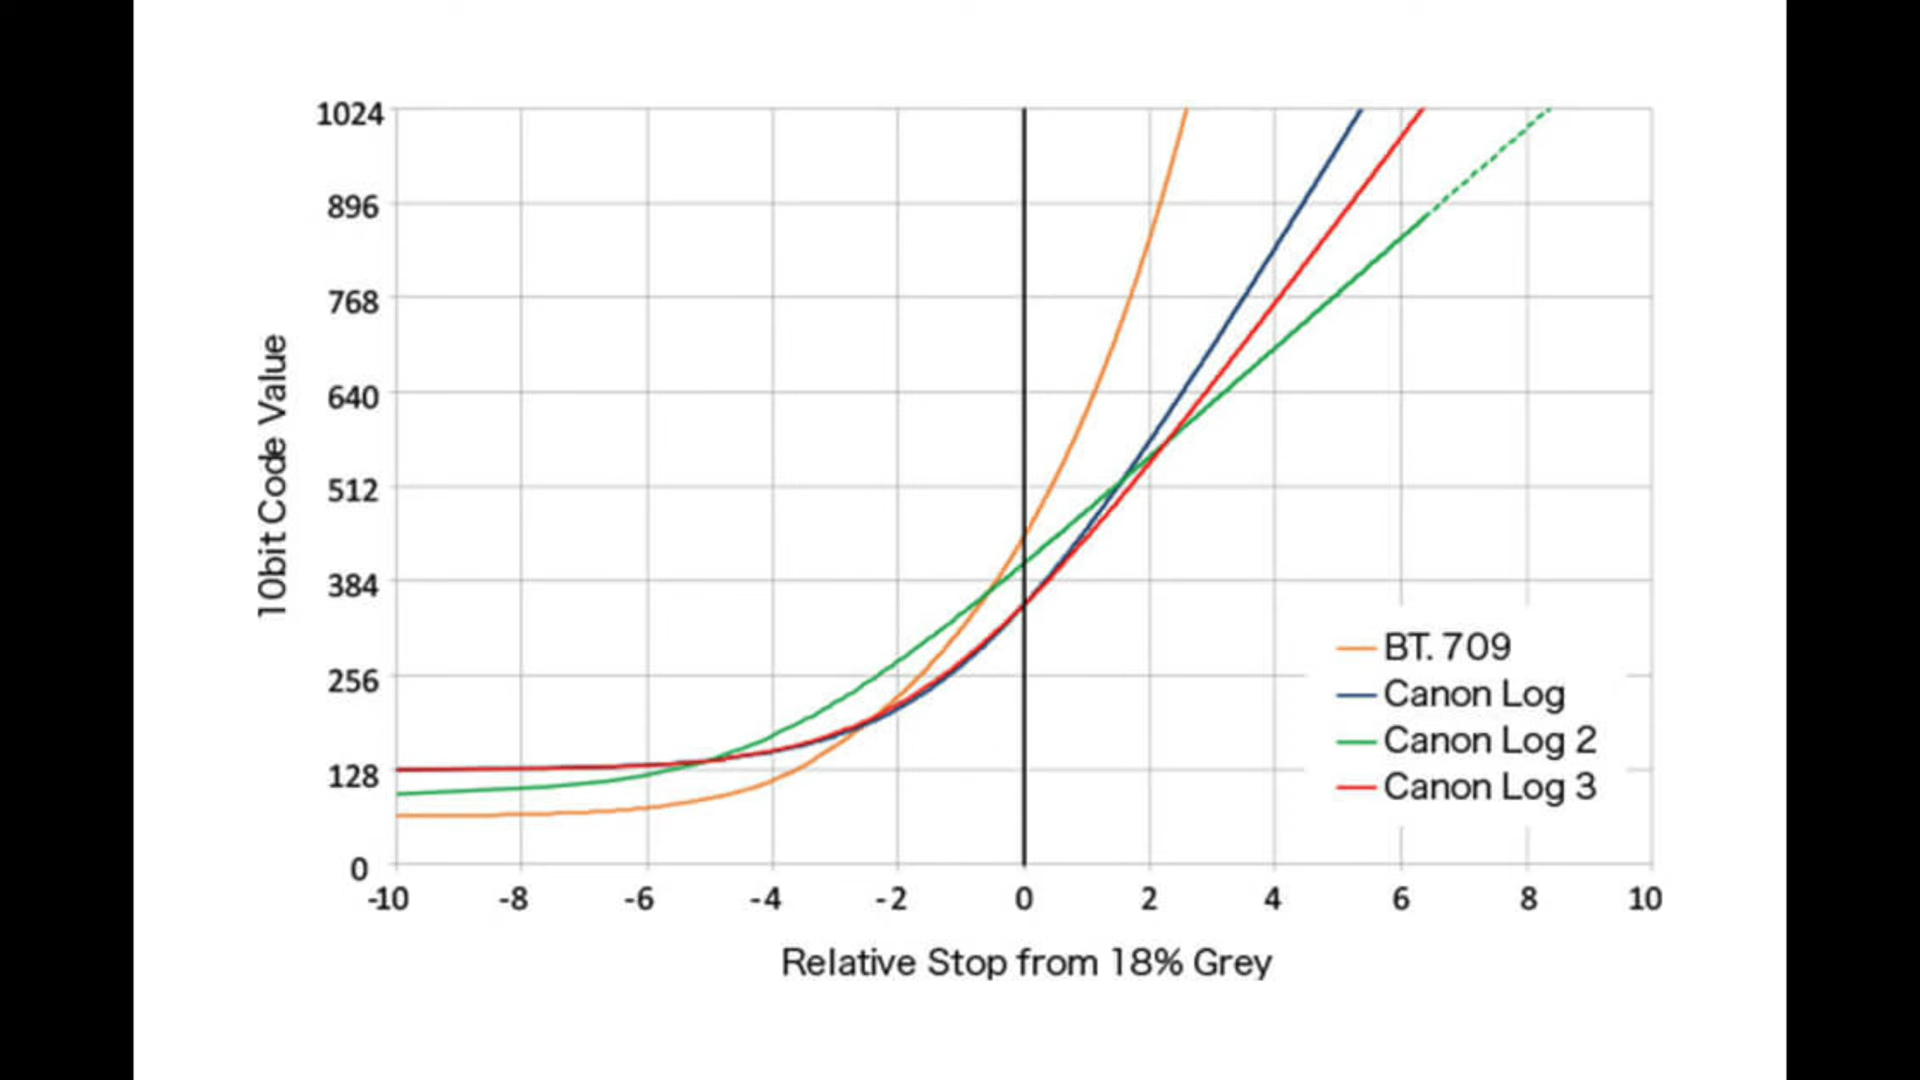 1024
896
768
640
512
384
256
128
0
10bit Code Value
-10 -8 -6 -4 -2 0 2 4 6 8 10
Relative Stop from 18% Grey
BT. 709
Canon Log
Canon Log 2
Canon Log 3